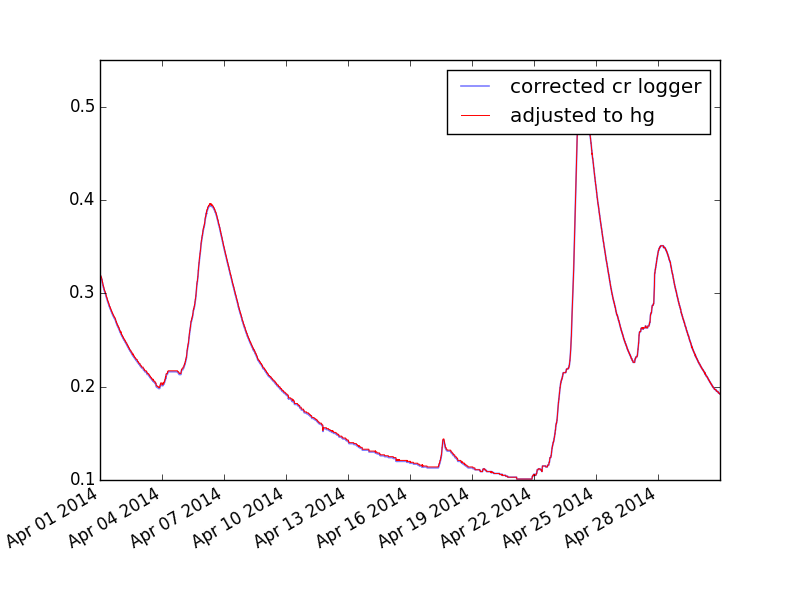 corrected cr logger
adjusted to hg
0.5
0.4
0.3
0.2
0.1
Apr 01 2014
Apr 04 2014
Apr 07 2014
Apr 10 2014
Apr 13 2014
Apr 16 2014
Apr 19 2014
Apr 22 2014
Apr 25 2014
Apr 28 2014